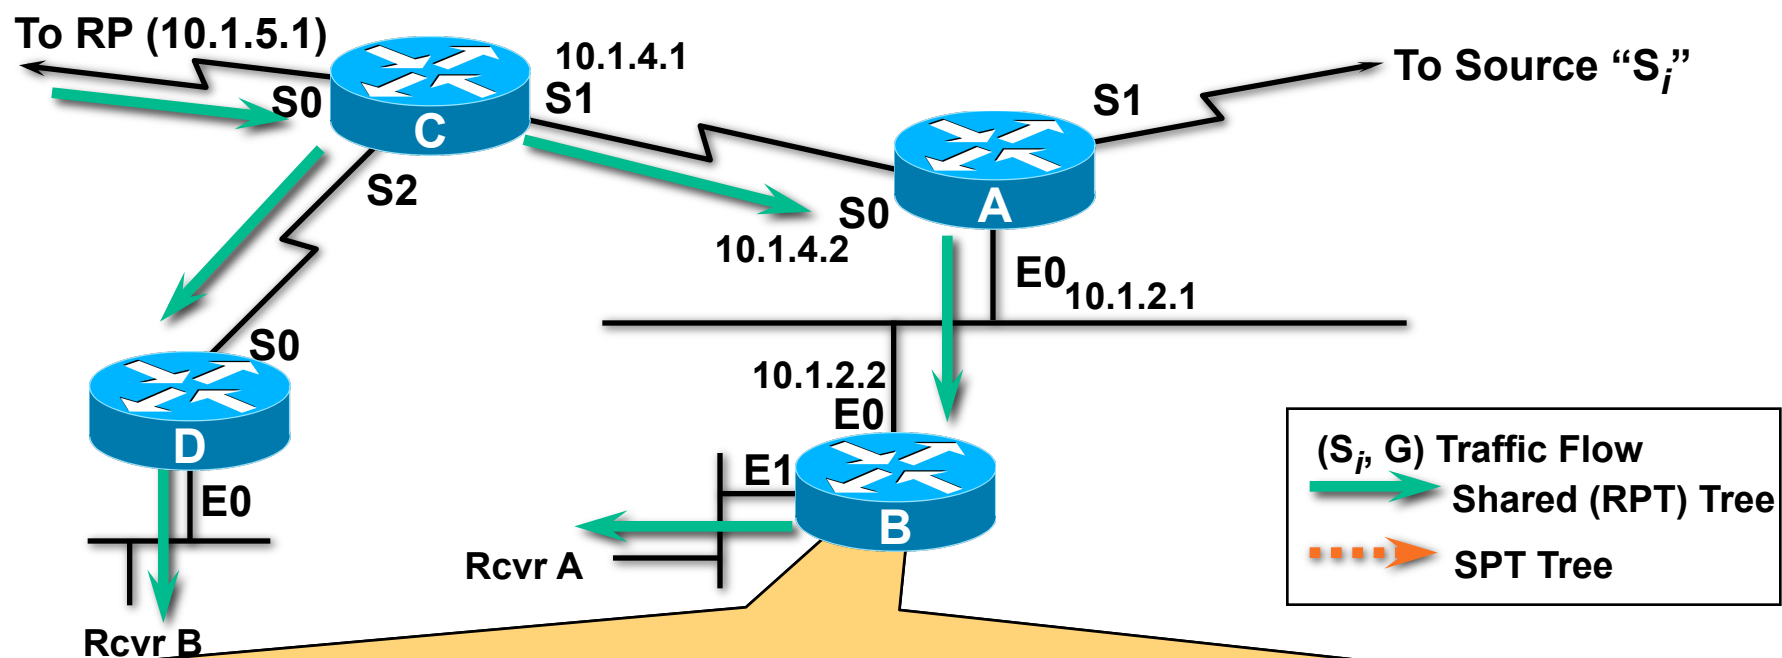 To RP (10.1.5.1)
10.1.4.1
To Source “Si”
S0
S1
S1
C
A
S2
S0
10.1.4.2
E0
10.1.2.1
S0
10.1.2.2
E0
D
E1
B
E0
Rcvr A
Rcvr B
(Si, G) Traffic Flow
Shared (RPT) Tree
SPT Tree